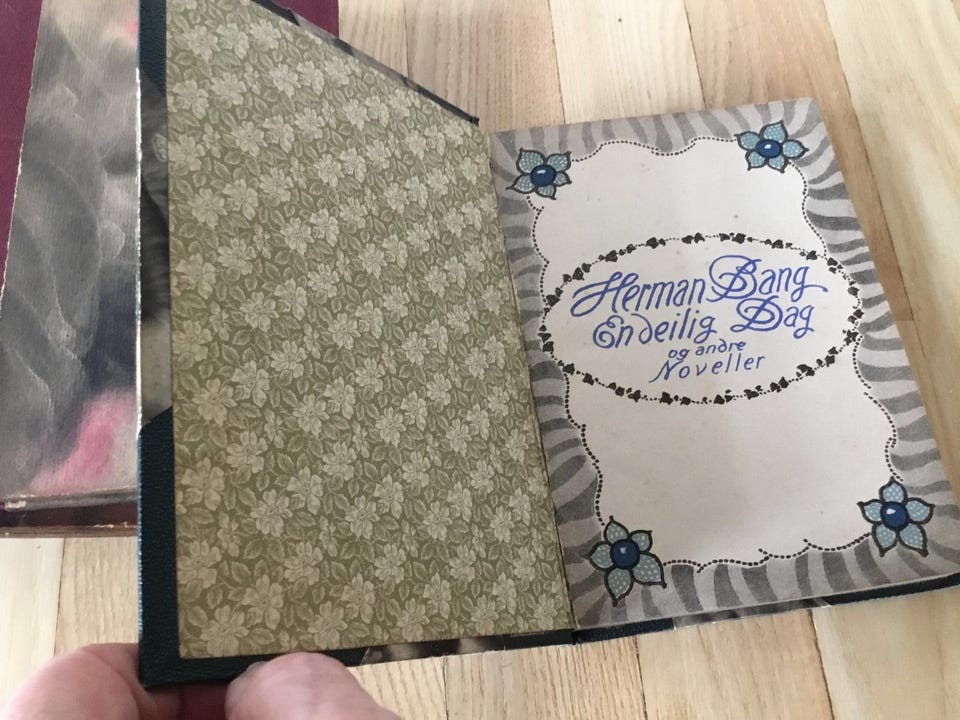 Herman Bang
En deilig Dag
og andre
Noveller